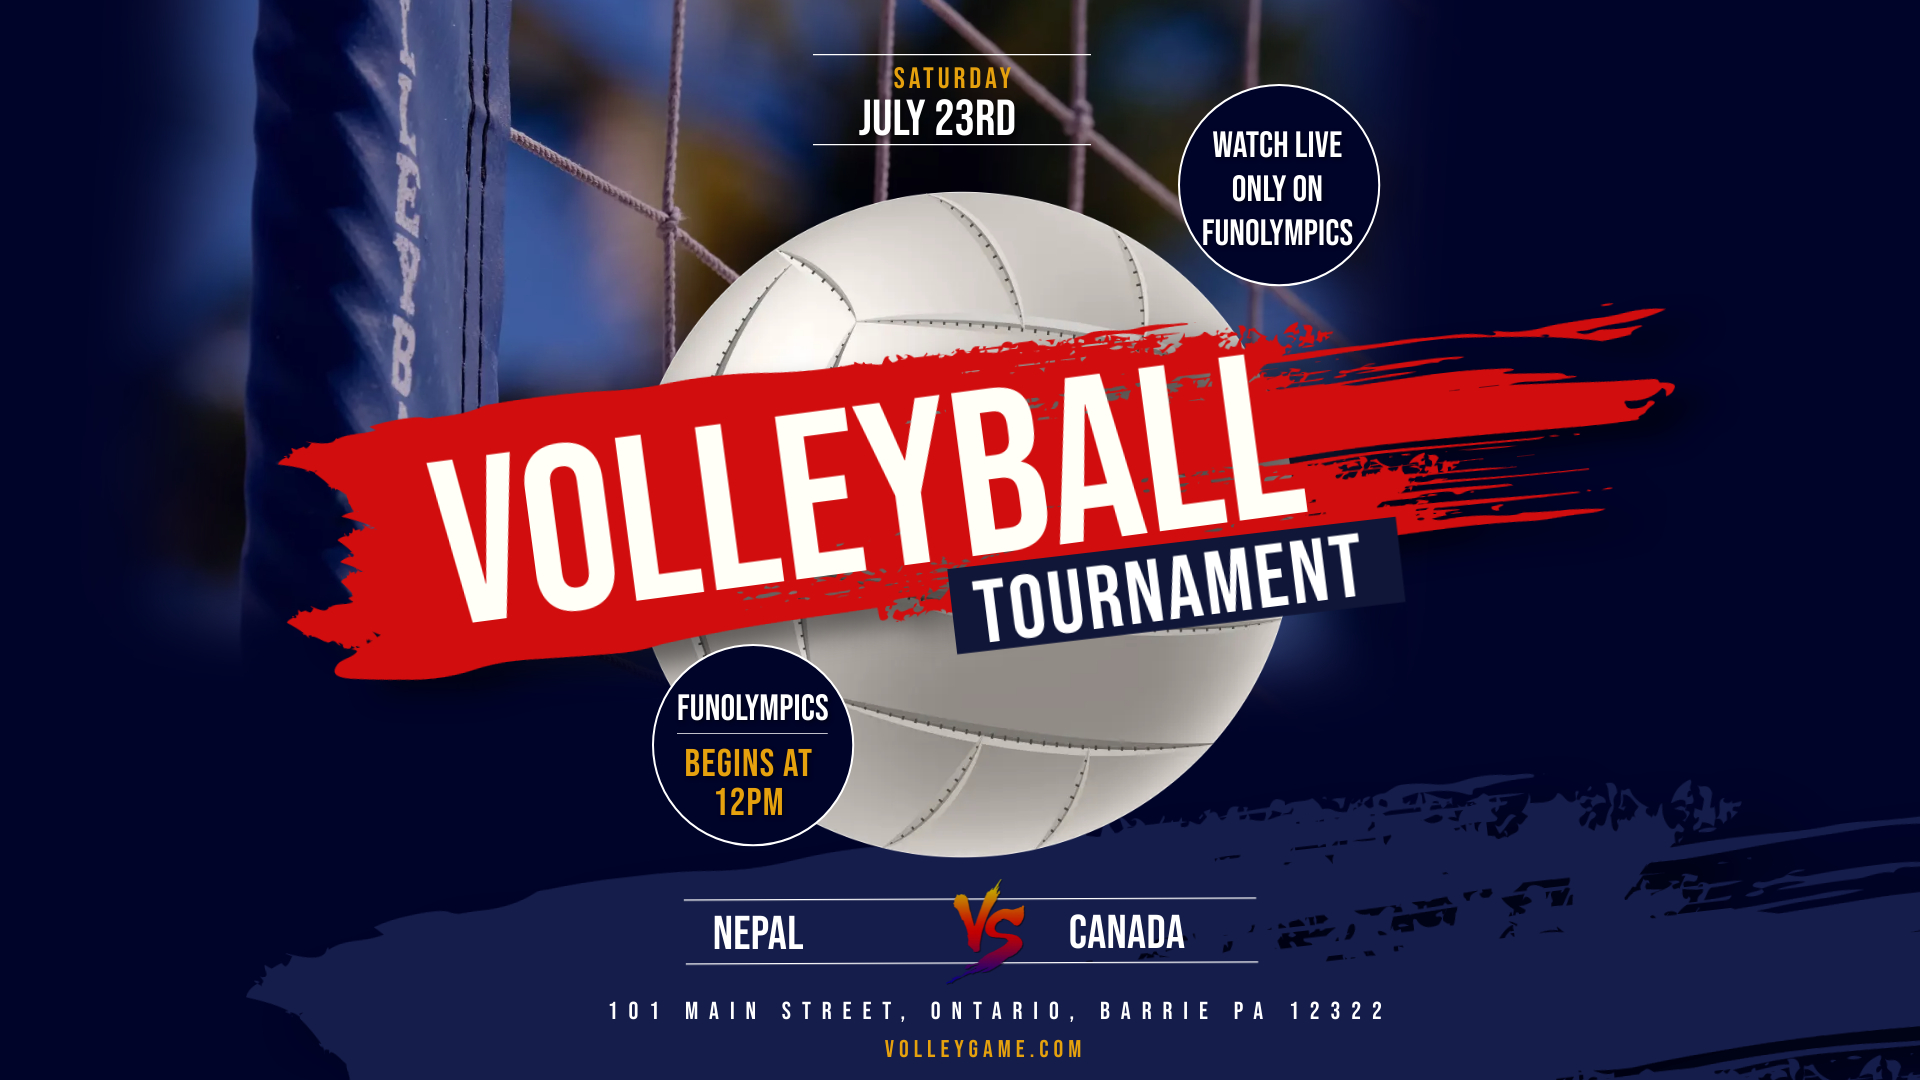 SATURDAY
JULY 23RD
WATCH LIVE
ONLY ON
FUNOLYMPICS
VOLLEYBALL
TOURNAMENT
FUNOLYMPICS
BEGINS AT
12PM
NEPAL VS CANADA
101 MAIN STREET, ONTARIO, BARRIE PA 12322
VOLLEYGAME.COM